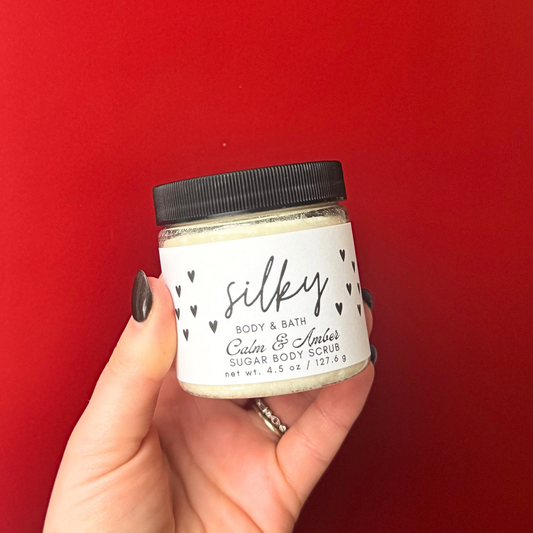 silky
BODY & BATH
Calm & Amber
SUGAR BODY SCRUB
net wt. 4.5 oz / 127.6 g